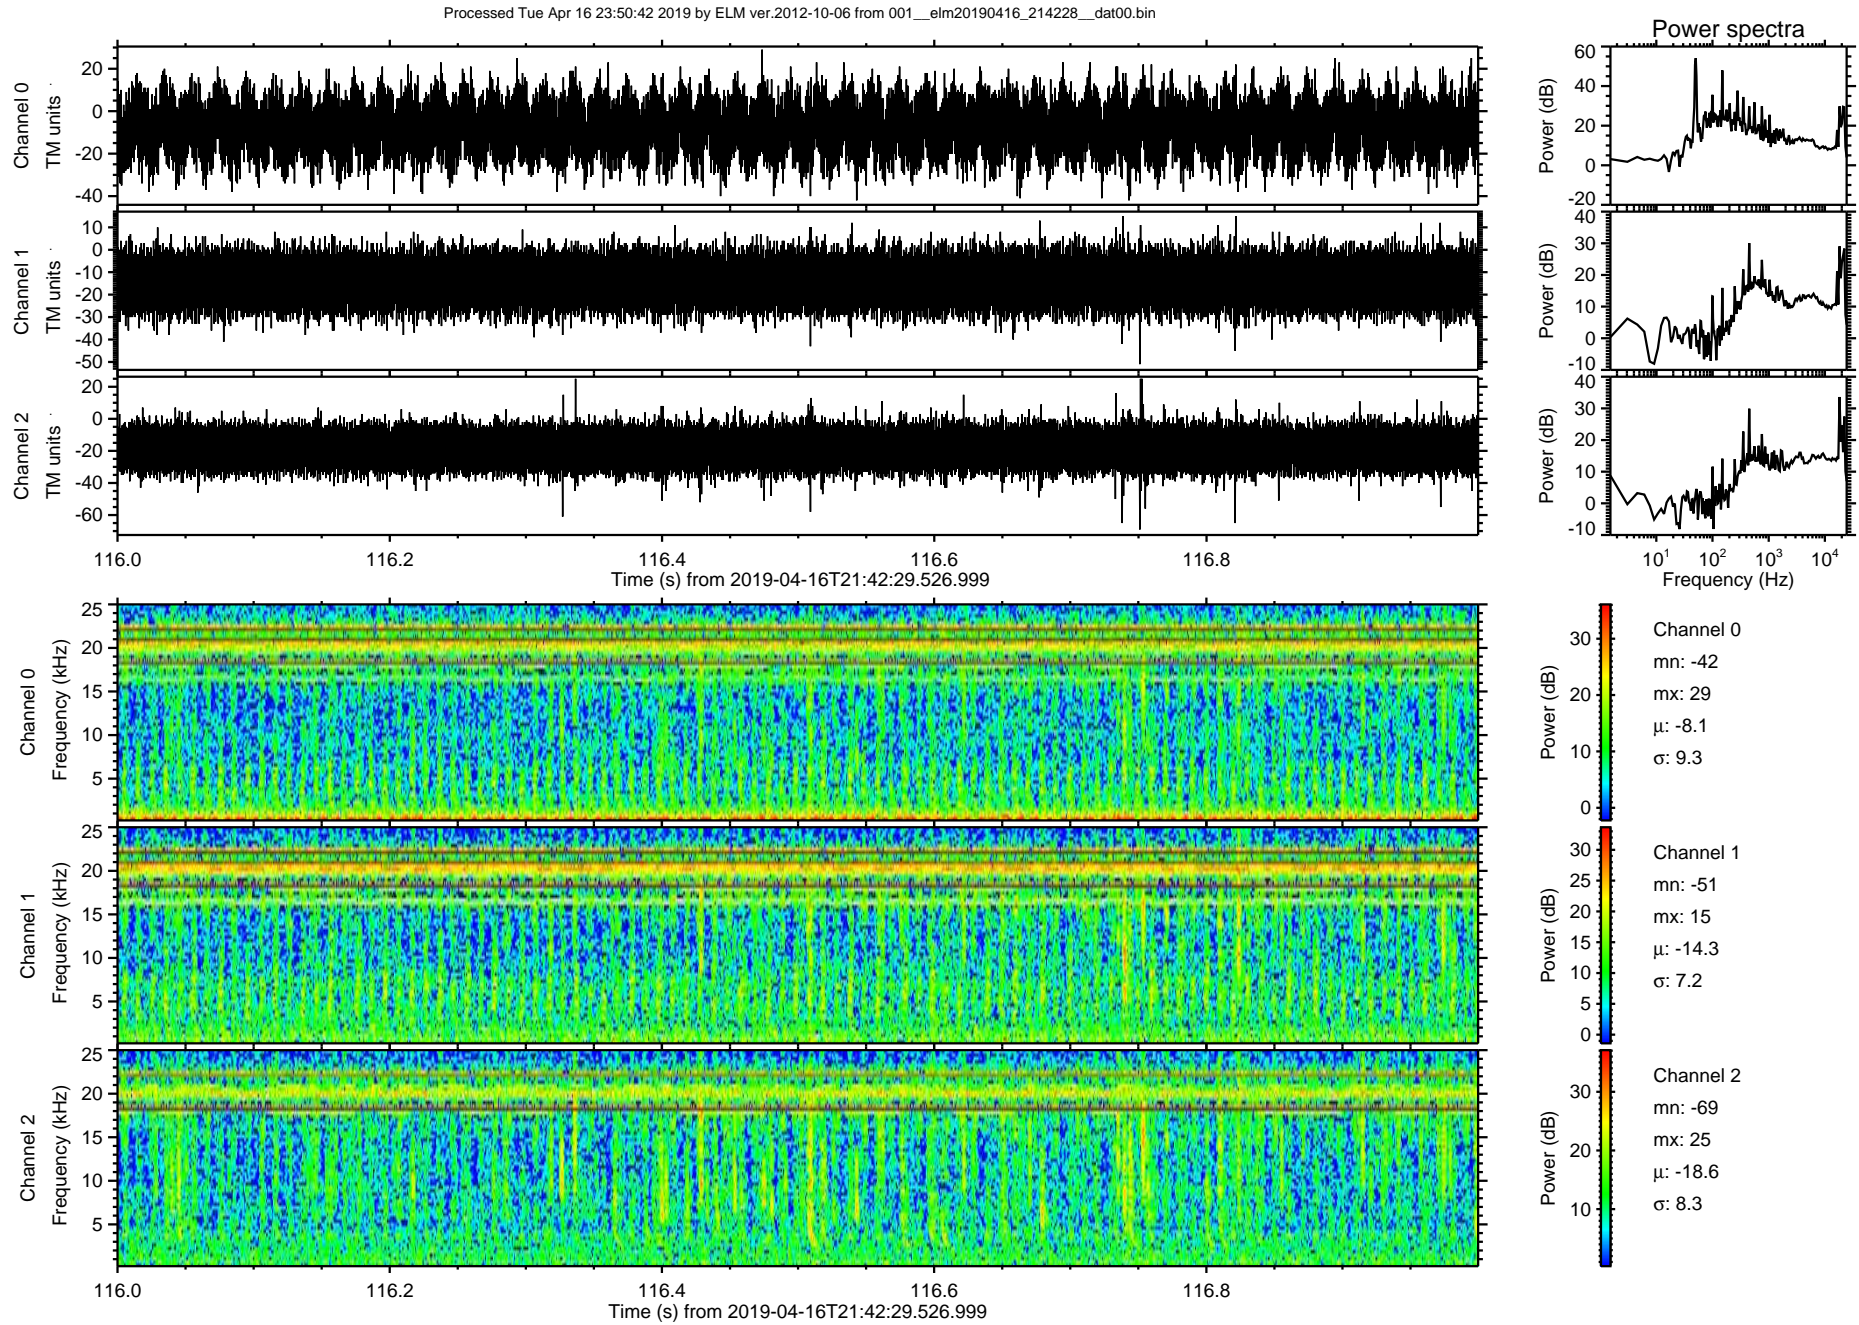 Processed Tue Apr 16 23:50:42 2019 by ELM ver.2012-10-06 from 001__elm20190416_214228__dat00.bin
Power spectra
Channel 0
TM units
20
0
-20
-40
Power (dB)
60
40
20
0
-20
Channel 1
TM units
10
0
-10
-20
-30
-40
-50
Power (dB)
40
30
20
10
0
-10
Channel 2
TM units
20
0
-20
-40
-60
Power (dB)
40
30
20
10
0
-10
116.0 116.2 116.4 116.6 116.8
Time (s) from 2019-04-16T21:42:29.526.999
10¹ 10² 10³ 10⁴
Frequency (Hz)
Channel 0
Frequency (kHz)
25
20
15
10
5
Power (dB)
30
20
10
0
Channel 0
mn: -42
mx: 29
µ: -8.1
σ: 9.3
Channel 1
Frequency (kHz)
25
20
15
10
5
Power (dB)
30
25
20
15
10
5
0
Channel 1
mn: -51
mx: 15
µ: -14.3
σ: 7.2
Channel 2
Frequency (kHz)
25
20
15
10
5
Power (dB)
30
20
10
Channel 2
mn: -69
mx: 25
µ: -18.6
σ: 8.3
116.0 116.2 116.4 116.6 116.8
Time (s) from 2019-04-16T21:42:29.526.999